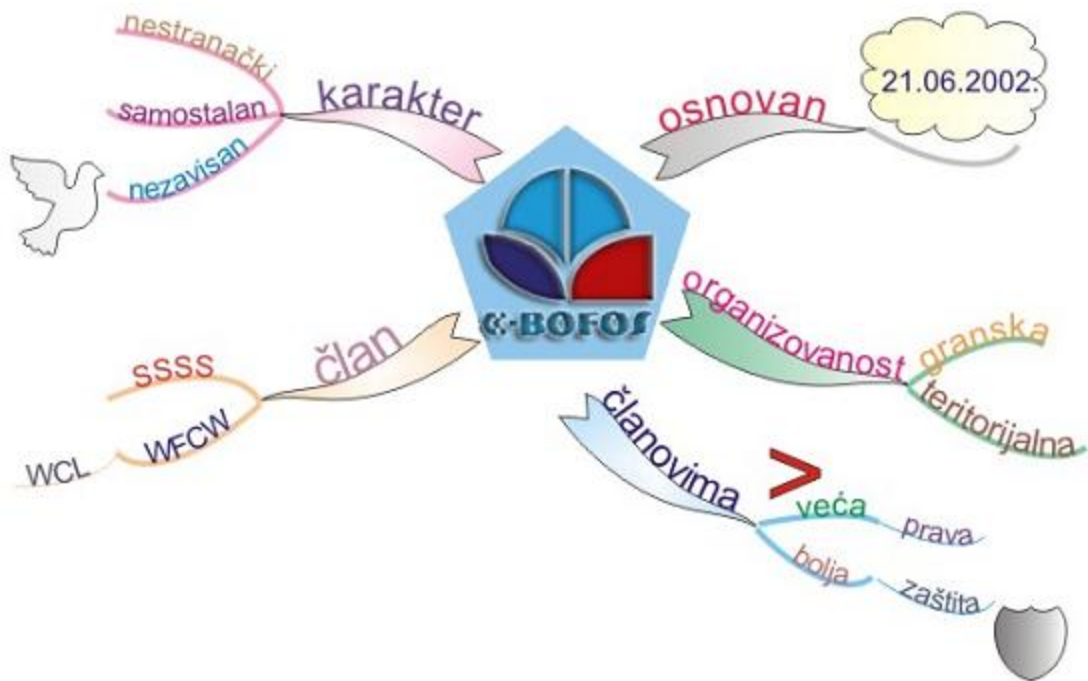 nestranački
samostalan
nezavisan
karakter
osnovan
21.06.2002.
α-BOFOS
član
SSSS
WFCW
WCL
organizovanost
granska
teritorijalna
članovima
>
veća
prava
bolja
zaštita